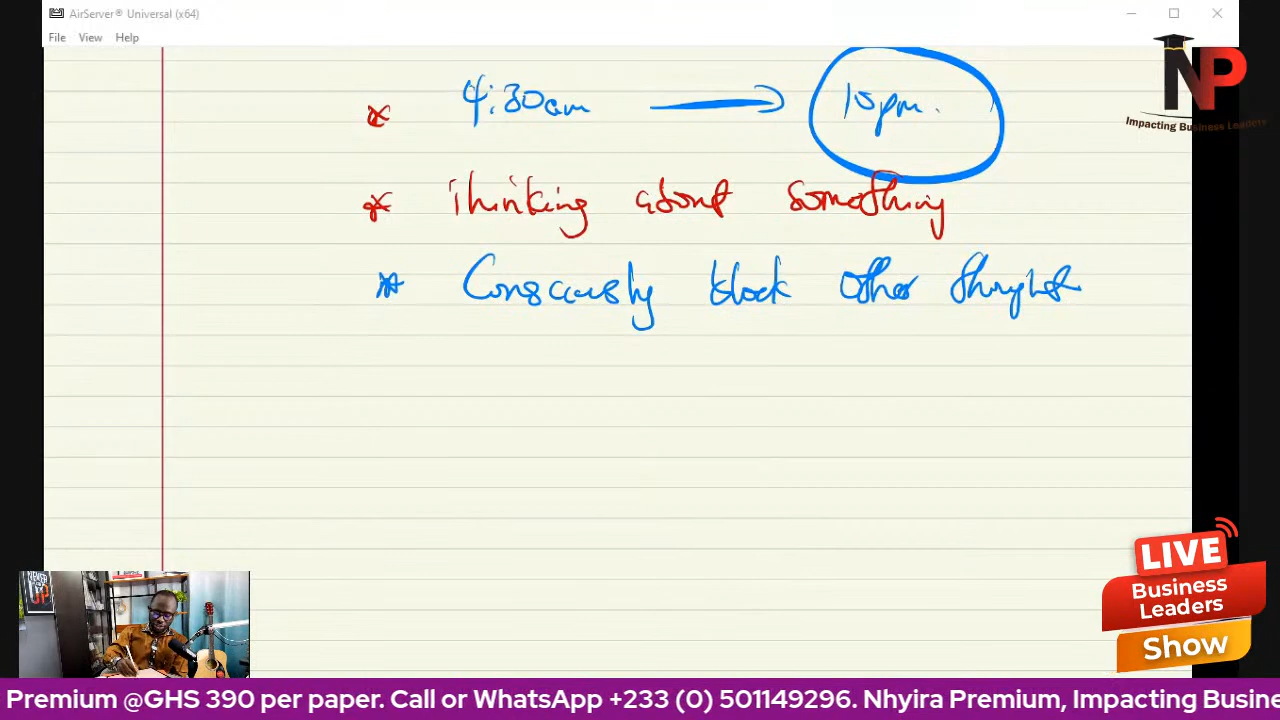 AirServer® Universal (x64)
File View Help
4:30am → 10pm.
NP
Impacting Business Leaders
* Thinking about something
* Consciously block other thoughts
LIVE
Business
Leaders
Show
Premium @GHS 390 per paper. Call or WhatsApp +233 (0) 501149296. Nhyira Premium, Impacting Busine